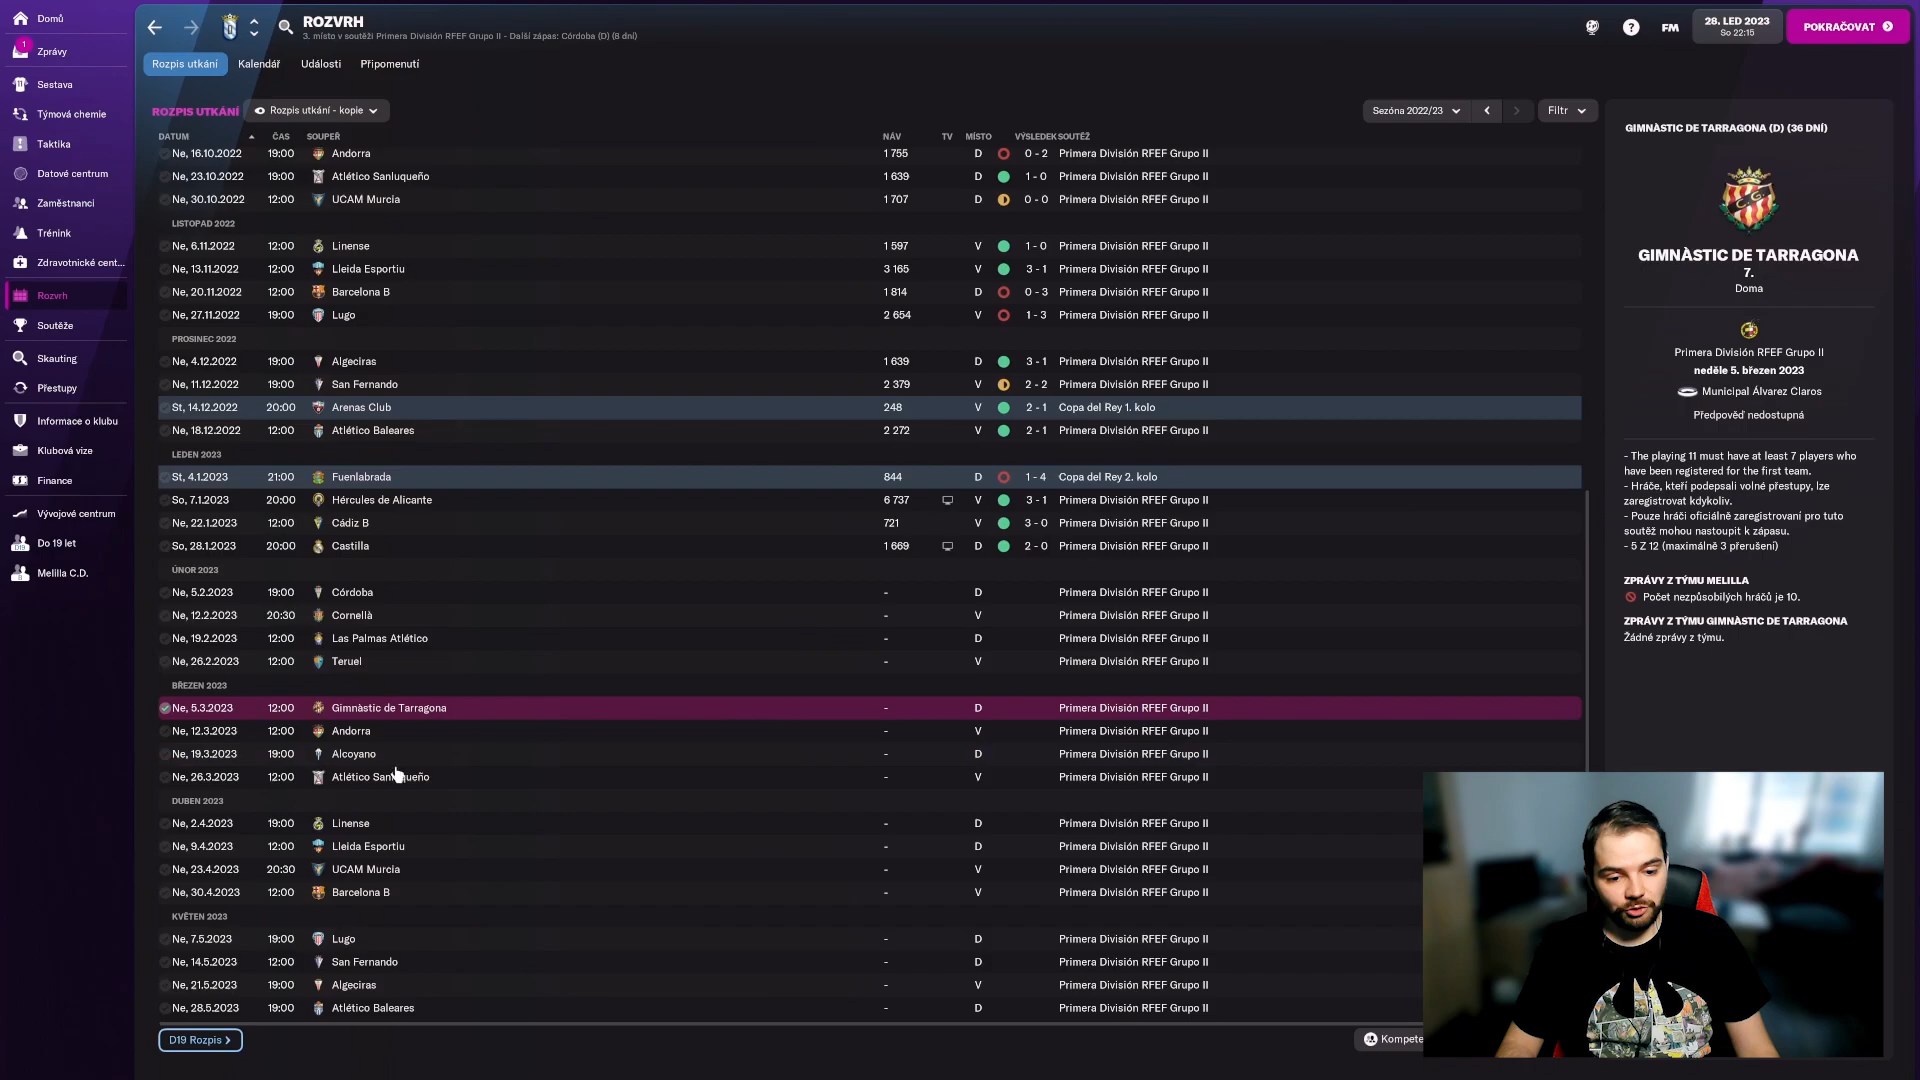 Domů
1
Zprávy
Sestava
Týmová chemie
Taktika
Datové centrum
Zaměstnanci
Trénink
Zdravotnické cent...
Rozvrh
Soutěže
Skauting
Přestupy
Informace o klubu
Klubová vize
Finance
Vývojové centrum
D19 Do 19 let
B Melilla C.D.
ROZVRH
3. místo v soutěži Primera División RFEF Grupo II - Další zápas: Córdoba (D) (8 dní)
? FM
28. LED 2023
So 22:15
POKRAČOVAT
Rozpis utkání Kalendář Události Připomenutí
ROZPIS UTKÁNÍ Rozpis utkání - kopie
Sezóna 2022/23 Filtr
DATUM ČAS SOUPEŘ NÁV TV MÍSTO VÝSLEDEK SOUTĚŽ
Ne, 16.10.2022 19:00 Andorra 1 755 D 0 - 2 Primera División RFEF Grupo II
Ne, 23.10.2022 19:00 Atlético Sanluqueño 1 639 D 1 - 0 Primera División RFEF Grupo II
Ne, 30.10.2022 12:00 UCAM Murcia 1 707 D 0 - 0 Primera División RFEF Grupo II
LISTOPAD 2022
Ne, 6.11.2022 12:00 Linense 1 597 V 1 - 0 Primera División RFEF Grupo II
Ne, 13.11.2022 12:00 Lleida Esportiu 3 165 V 3 - 1 Primera División RFEF Grupo II
Ne, 20.11.2022 12:00 Barcelona B 1 814 D 0 - 3 Primera División RFEF Grupo II
Ne, 27.11.2022 19:00 Lugo 2 654 V 1 - 3 Primera División RFEF Grupo II
PROSINEC 2022
Ne, 4.12.2022 19:00 Algeciras 1 639 D 3 - 1 Primera División RFEF Grupo II
Ne, 11.12.2022 19:00 San Fernando 2 379 V 2 - 2 Primera División RFEF Grupo II
St, 14.12.2022 20:00 Arenas Club 248 V 2 - 1 Copa del Rey 1. kolo
Ne, 18.12.2022 12:00 Atlético Baleares 2 272 V 2 - 1 Primera División RFEF Grupo II
LEDEN 2023
St, 4.1.2023 21:00 Fuenlabrada 844 D 1 - 4 Copa del Rey 2. kolo
So, 7.1.2023 20:00 Hércules de Alicante 6 737 V 3 - 1 Primera División RFEF Grupo II
Ne, 22.1.2023 12:00 Cádiz B 721 V 3 - 0 Primera División RFEF Grupo II
So, 28.1.2023 20:00 Castilla 1 669 D 2 - 0 Primera División RFEF Grupo II
ÚNOR 2023
Ne, 5.2.2023 19:00 Córdoba - D Primera División RFEF Grupo II
Ne, 12.2.2023 20:30 Cornellà - V Primera División RFEF Grupo II
Ne, 19.2.2023 12:00 Las Palmas Atlético - D Primera División RFEF Grupo II
Ne, 26.2.2023 12:00 Teruel - V Primera División RFEF Grupo II
BŘEZEN 2023
Ne, 5.3.2023 12:00 Gimnàstic de Tarragona - D Primera División RFEF Grupo II
Ne, 12.3.2023 12:00 Andorra - V Primera División RFEF Grupo II
Ne, 19.3.2023 19:00 Alcoyano - D Primera División RFEF Grupo II
Ne, 26.3.2023 12:00 Atlético Sanluqueño - V Primera División RFEF Grupo II
DUBEN 2023
Ne, 2.4.2023 19:00 Linense - D Primera División RFEF Grupo II
Ne, 9.4.2023 12:00 Lleida Esportiu - D Primera División RFEF Grupo II
Ne, 23.4.2023 20:30 UCAM Murcia - V Primera División RFEF Grupo II
Ne, 30.4.2023 12:00 Barcelona B - V Primera División RFEF Grupo II
KVĚTEN 2023
Ne, 7.5.2023 19:00 Lugo - D Primera División RFEF Grupo II
Ne, 14.5.2023 12:00 San Fernando - D Primera División RFEF Grupo II
Ne, 21.5.2023 19:00 Algeciras - V Primera División RFEF Grupo II
Ne, 28.5.2023 19:00 Atlético Baleares - D Primera División RFEF Grupo II
D19 Rozpis
Kompete
GIMNÀSTIC DE TARRAGONA (D) (36 DNÍ)
GIMNÀSTIC DE TARRAGONA
7.
Doma
Primera División RFEF Grupo II
neděle 5. březen 2023
Municipal Álvarez Claros
Předpověď nedostupná
- The playing 11 must have at least 7 players who
have been registered for the first team.
- Hráče, kteří podepsali volné přestupy, lze
zaregistrovat kdykoliv.
- Pouze hráči oficiálně zaregistrovaní pro tuto
soutěž mohou nastoupit k zápasu.
- 5 Z 12 (maximálně 3 přerušení)
ZPRÁVY Z TÝMU MELILLA
Počet nezpůsobilých hráčů je 10.
ZPRÁVY Z TÝMU GIMNÀSTIC DE TARRAGONA
Žádné zprávy z týmu.